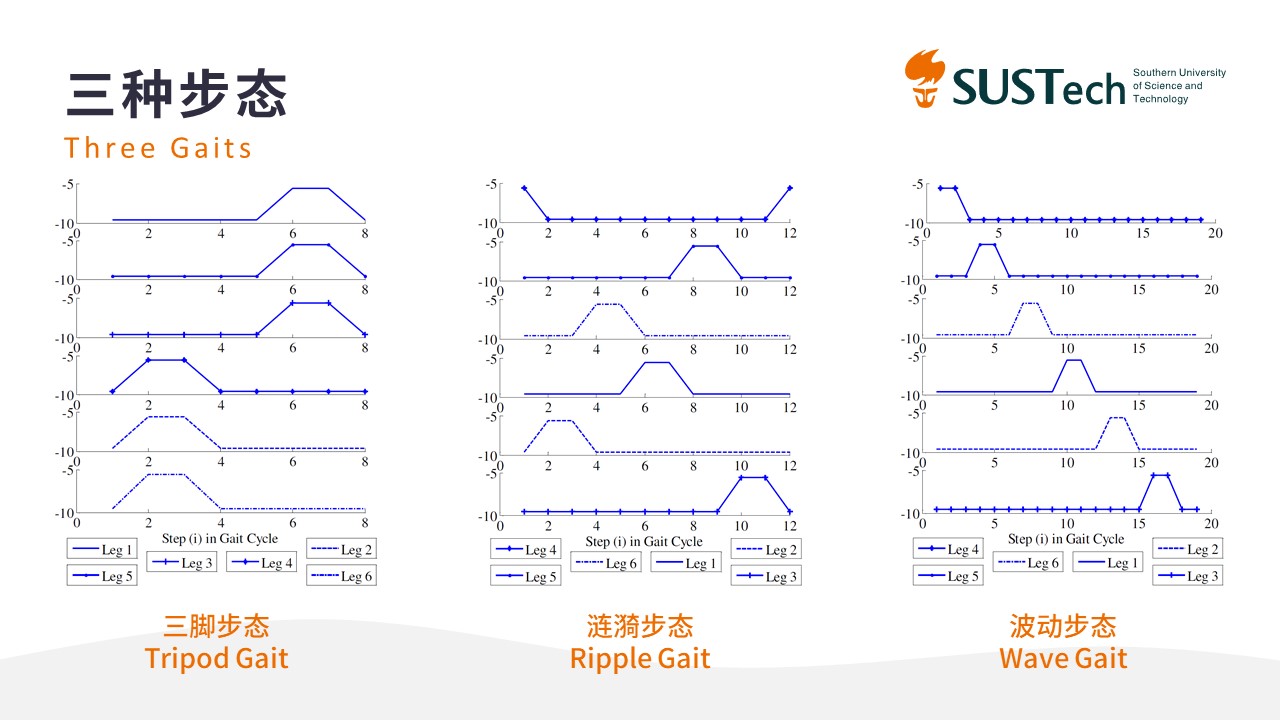 三种步态
Three Gaits
SUSTech
Southern University
of Science and
Technology
-5
-10
0 2 4 6 8
-5
-10
0 2 4 6 8
-5
-10
0 2 4 6 8
-5
-10
0 2 4 6 8
-5
-10
0 2 4 6 8
-5
-10
0 2 4 6 8
Step (i) in Gait Cycle
Leg 1
Leg 2
Leg 3
Leg 4
Leg 5
Leg 6
三脚步态
Tripod Gait
-5
-10
0 2 4 6 8 10 12
-5
-10
0 2 4 6 8 10 12
-5
-10
0 2 4 6 8 10 12
-5
-10
0 2 4 6 8 10 12
-5
-10
0 2 4 6 8 10 12
-5
-10
0 2 4 6 8 10 12
Step (i) in Gait Cycle
Leg 4
Leg 2
Leg 6
Leg 1
Leg 5
Leg 3
涟漪步态
Ripple Gait
-5
-10
0 5 10 15 20
-5
-10
0 5 10 15 20
-5
-10
0 5 10 15 20
-5
-10
0 5 10 15 20
-5
-10
0 5 10 15 20
-5
-10
0 5 10 15 20
Step (i) in Gait Cycle
Leg 4
Leg 2
Leg 6
Leg 1
Leg 5
Leg 3
波动步态
Wave Gait